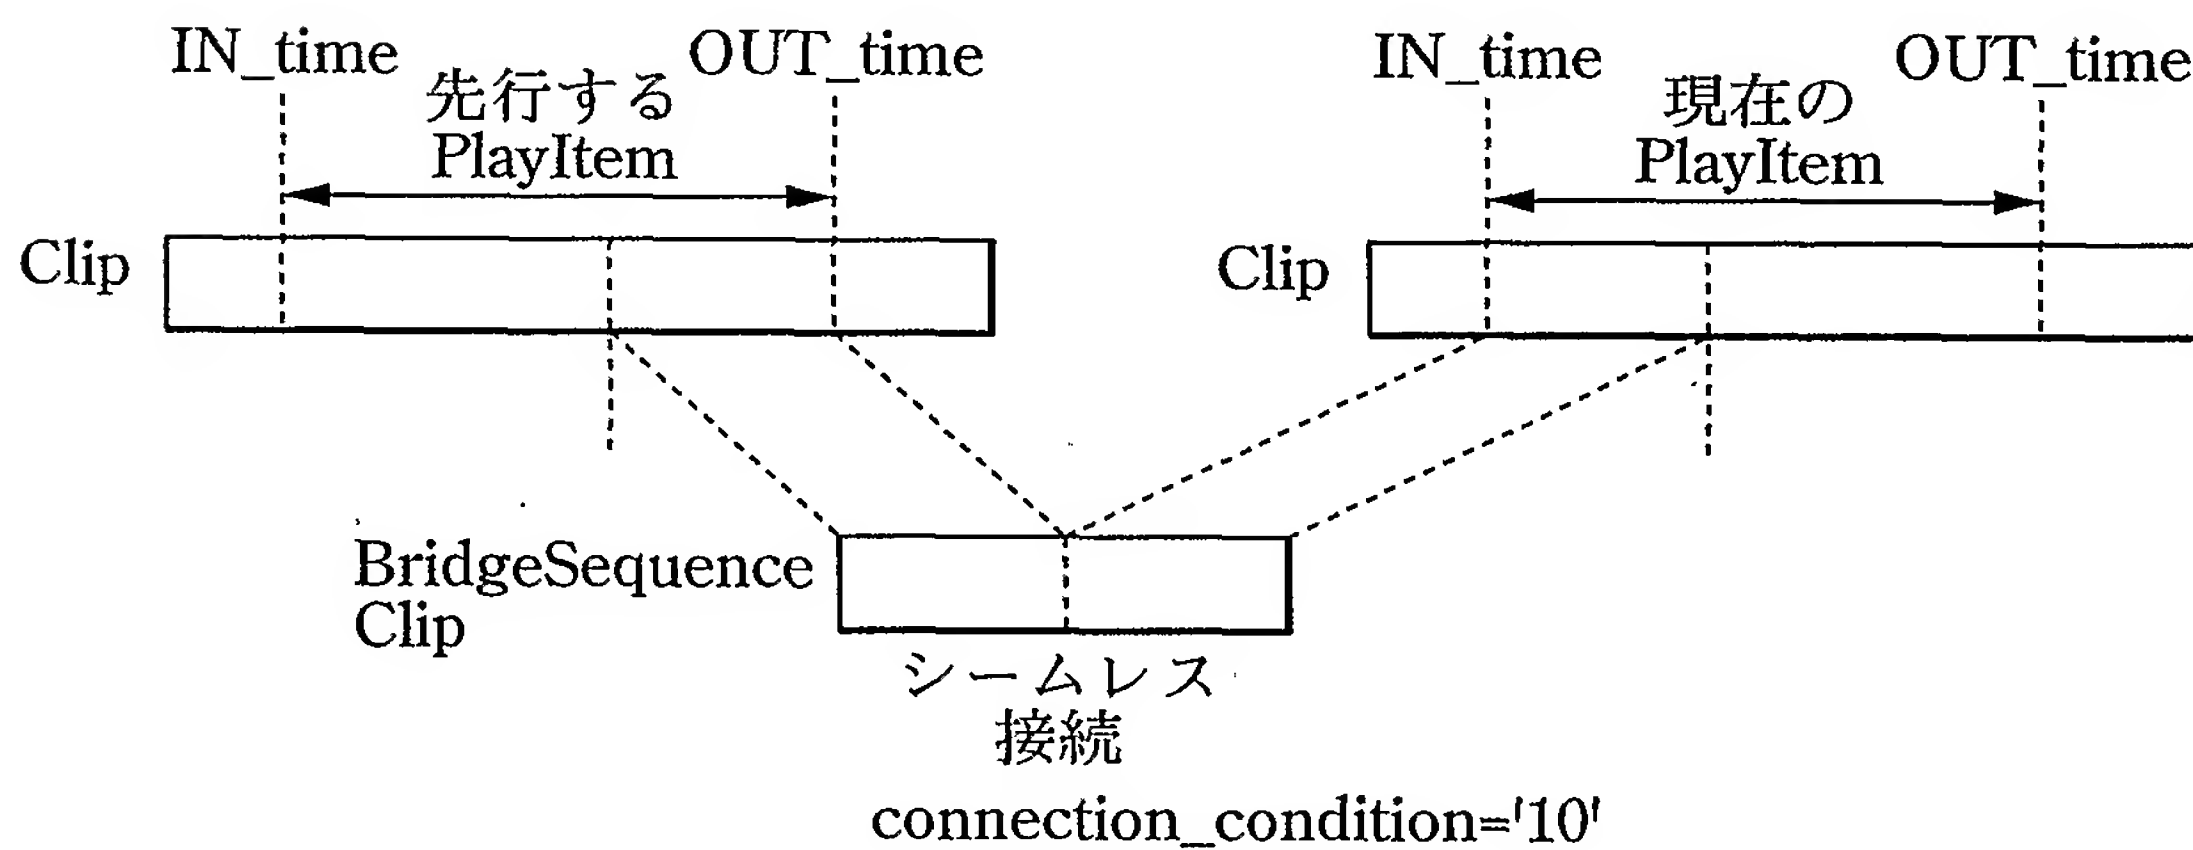 IN_time
先行する
PlayItem
OUT_time
Clip
IN_time
現在の
PlayItem
OUT_time
Clip
BridgeSequence
Clip
シームレス
接続
connection_condition='10'